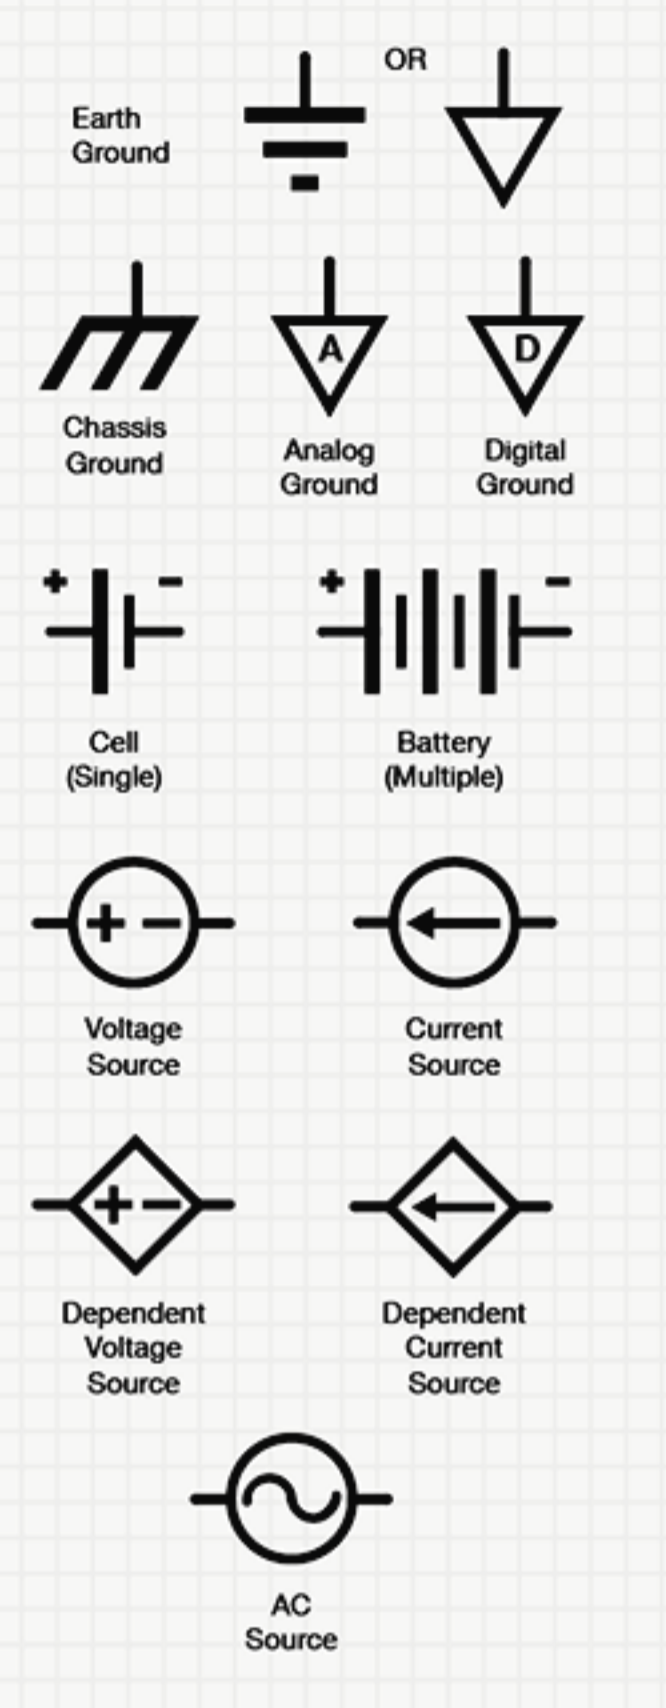 OR
Earth
Ground
A
D
Chassis
Ground
Analog
Ground
Digital
Ground
+ -
+ -
Cell
(Single)
Battery
(Multiple)
+ -
Voltage
Source
Current
Source
+ -
Dependent
Voltage
Source
Dependent
Current
Source
AC
Source